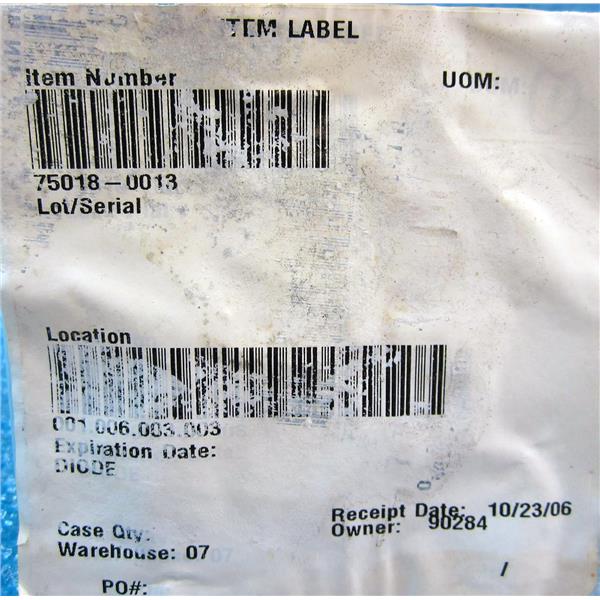 ITEM LABEL
Item Number
UOM:
75018-0013
Lot/Serial
Location
001.006.003.003
Expiration Date:
DIODE
Receipt Date: 10/23/06
Case Qty:
Owner: 90284
Warehouse: 07
/
PO#: